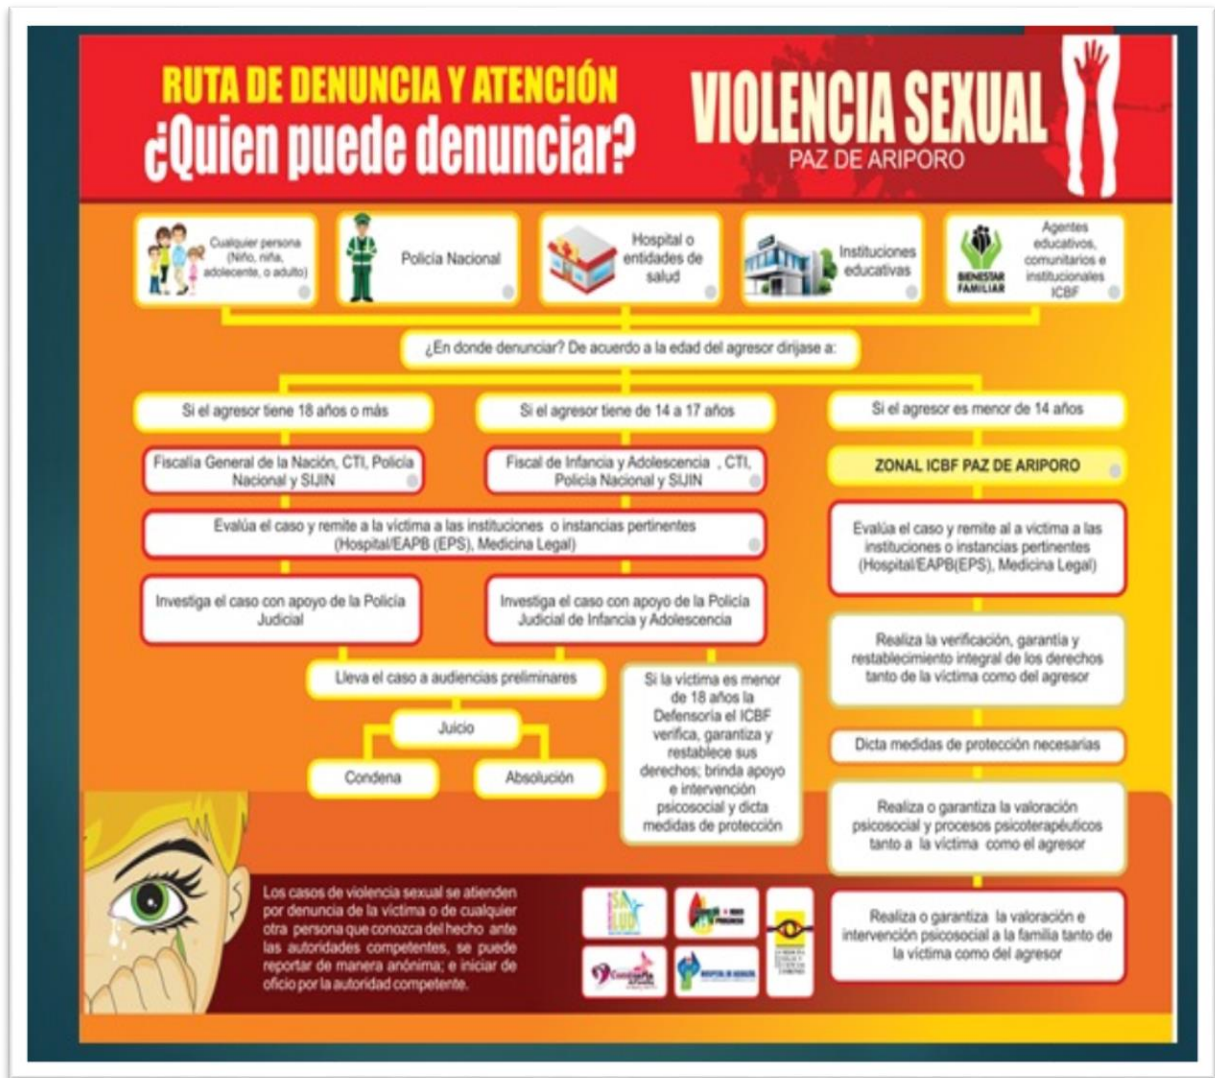 RUTA DE DENUNCIA Y ATENCIÓN
¿Quien puede denunciar?
VIOLENCIA SEXUAL
PAZ DE ARIPORO
Cualquier persona
(Niño, niña,
adolecente, o adulto)
Policía Nacional
Hospital o
entidades de
salud
Instituciones
educativas
BIENESTAR
FAMILIAR
Agentes
educativos,
comunitarios e
institucionales
ICBF
¿En donde denunciar? De acuerdo a la edad del agresor dirijase a:
Si el agresor tiene 18 años o más
Fiscalía General de la Nación, CTI, Policía
Nacional y SIJIN
Si el agresor tiene de 14 a 17 años
Fiscal de Infancia y Adolescencia , CTI,
Policía Nacional y SIJIN
Evalúa el caso y remite a la víctima a las instituciones o instancias pertinentes
(Hospital/EAPB (EPS), Medicina Legal)
Investiga el caso con apoyo de la Policía
Judicial
Investiga el caso con apoyo de la Policía
Judicial de Infancia y Adolescencia
Lleva el caso a audiencias preliminares
Juicio
Condena
Absolución
Si la víctima es menor
de 18 años la
Defensoría el ICBF
verifica, garantiza y
restablece sus
derechos; brinda apoyo
e intervención
psicosocial y dicta
medidas de protección
Si el agresor es menor de 14 años
ZONAL ICBF PAZ DE ARIPORO
Evalúa el caso y remite al a victima a las
instituciones o instancias pertinentes
(Hospital/EAPB(EPS), Medicina Legal)
Realiza la verificación, garantía y
restablecimiento integral de los derechos
tanto de la víctima como del agresor
Dicta medidas de protección necesarias
Realiza o garantiza la valoración
psicosocial y procesos psicoterapéuticos
tanto a la víctima como el agresor
Realiza o garantiza la valoración e
intervención psicosocial a la familia tanto de
la víctima como del agresor
Los casos de violencia sexual se atienden
por denuncia de la víctima o de cualquier
otra persona que conozca del hecho ante
las autoridades competentes, se puede
reportar de manera anónima; e iniciar de
oficio por la autoridad competente.
SALUD